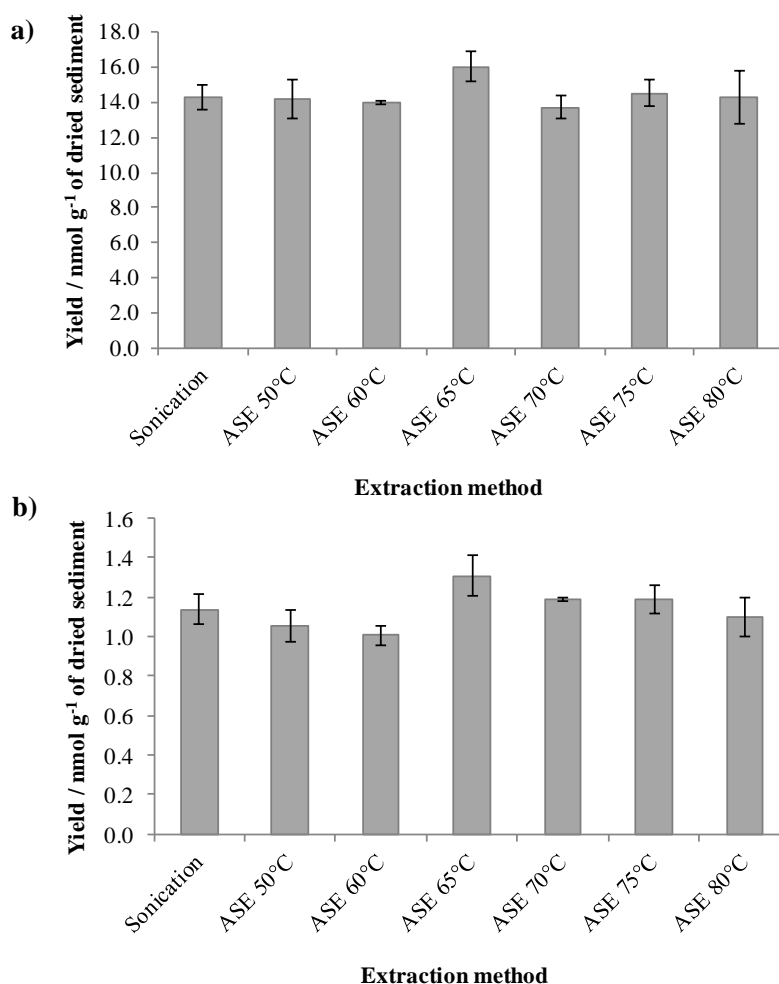 a)
Yield / nmol g⁻¹ of dried sediment
18.0
16.0
14.0
12.0
10.0
8.0
6.0
4.0
2.0
0.0
Sonication
ASE 50°C
ASE 60°C
ASE 65°C
ASE 70°C
ASE 75°C
ASE 80°C
Extraction method
b)
Yield / nmol g⁻¹ of dried sediment
1.6
1.4
1.2
1.0
0.8
0.6
0.4
0.2
0.0
Sonication
ASE 50°C
ASE 60°C
ASE 65°C
ASE 70°C
ASE 75°C
ASE 80°C
Extraction method